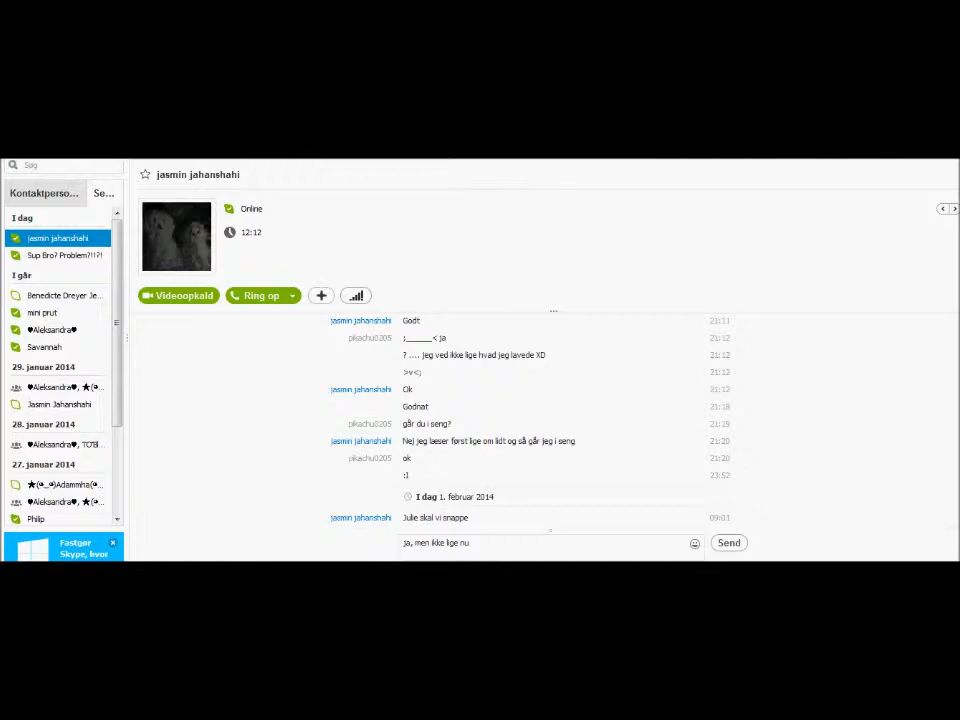 Søg
jasmin jahanshahi
Kontaktperso... Se...
I dag
jasmin jahanshahi
Sup Bro? Problem?!!?!
I går
Benedicte Dreyer Je...
mini prut
♥Aleksandra♥
Savannah
29. januar 2014
♥Aleksandra♥, ★(
Jasmin Jahanshahi
28. januar 2014
♥Aleksandra♥,
27. januar 2014
Adammha(
♥Aleksandra♥, ★(
Philip
Fastgør
Skype, hvor
Online
12:12
Videoopkald Ring op
jasmin jahanshahi Godt 21:11
pikachu0205 ;______< ja 21:12
? .... jeg ved ikke lige hvad jeg lavede XD 21:12
>v<; 21:12
jasmin jahanshahi Ok 21:12
Godnat 21:18
pikachu0205 går du i seng? 21:19
jasmin jahanshahi Nej jeg læser først lige om lidt og så går jeg i seng 21:20
pikachu0205 ok 21:20
:I 23:52
I dag 1. februar 2014
jasmin jahanshahi Julie skal vi snappe 09:01
ja, men ikke lige nu Send